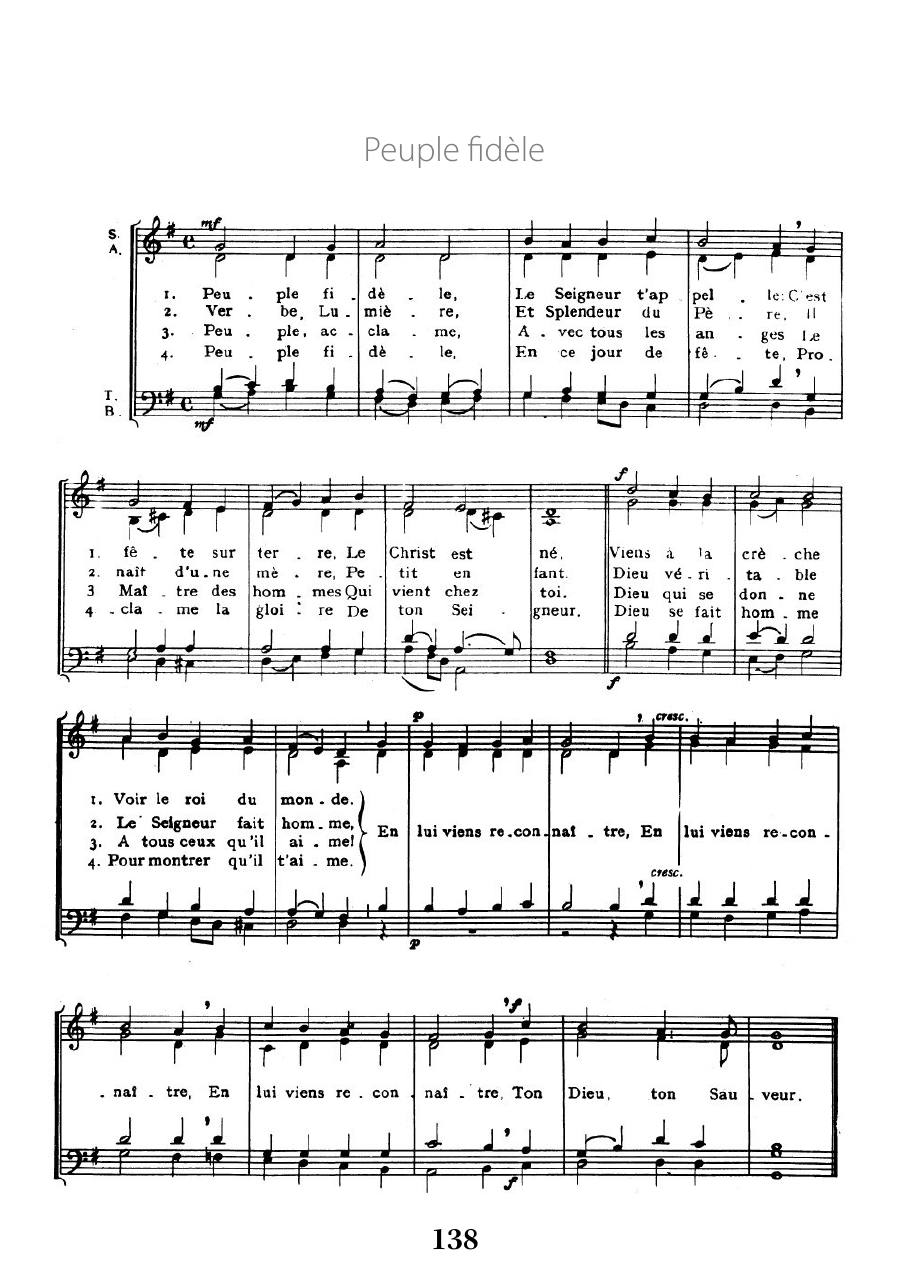 Peuple fidèle
mf
S.
A.
1. Peu - ple fi - dè - le, Le Seigneur t'ap pel - le: C'est
2. Ver - be, Lu - miè - re, Et Splendeur du Pè - re, Il
3. Peu - ple, ac - cla - me, A - vec tous les an - ges Le
4. Peu - ple fi - dè - le, En ce jour de fê - te, Pro -
T.
B.
mf
f
1. fê - te sur ter - re, Le Christ est né, Viens à la crè - che
2. naît d'u - ne mè - re, Pe - tit en fant. Dieu vé - ri - ta - ble
3 Maî - tre des hom - mes Qui vient chez toi. Dieu qui se don - ne
4 - cla - me la gloi - re De ton Sei - gneur. Dieu se fait hom - me
f
p cresc.
1. Voir le roi du mon - de.
2. Le Seigneur fait hom - me,
3. A tous ceux qu'il ai - me!
4. Pour montrer qu'il t'ai - me.
En lui viens re - con - naî - tre, En lui viens re - con -
cresc.
p
f
- naî - tre, En lui viens re - con - naî - tre, Ton Dieu, ton Sau - veur.
f
138